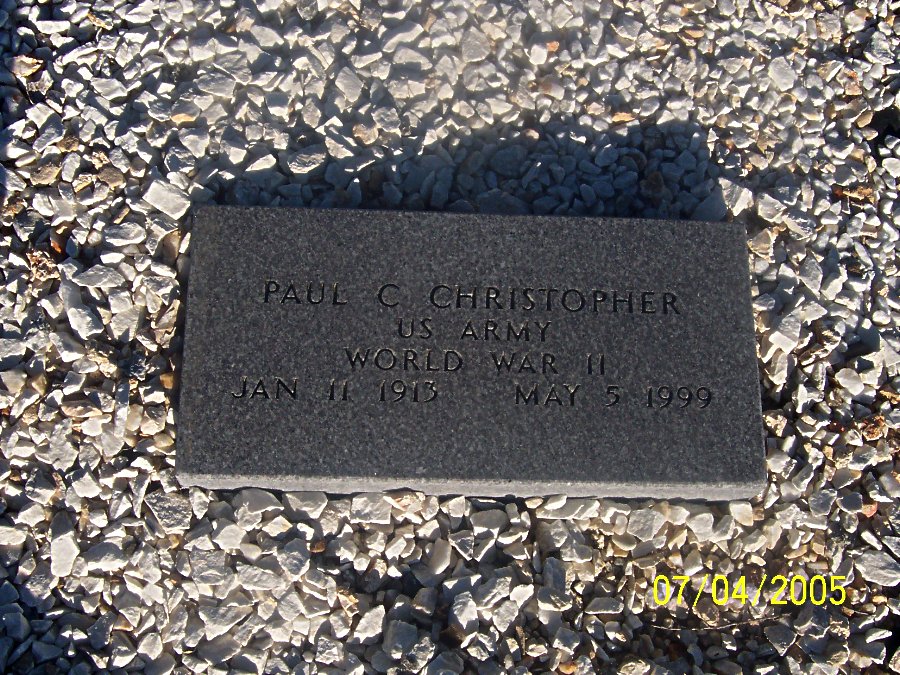 PAUL C CHRISTOPHER
US ARMY
WORLD WAR II
JAN 11 1913 MAY 5 1999
07/04/2005